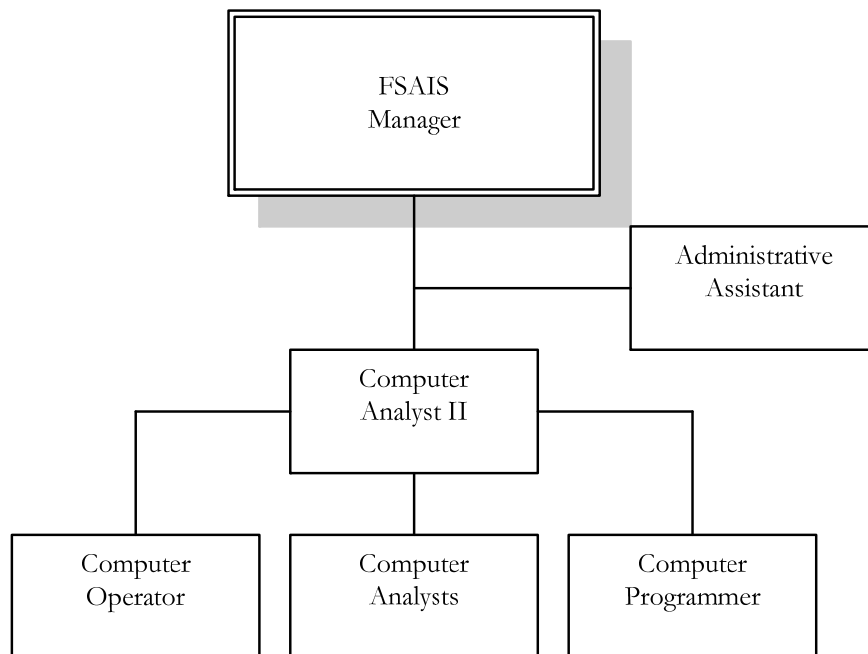 FSAIS
Manager
Administrative
Assistant
Computer
Analyst II
Computer
Operator
Computer
Analysts
Computer
Programmer